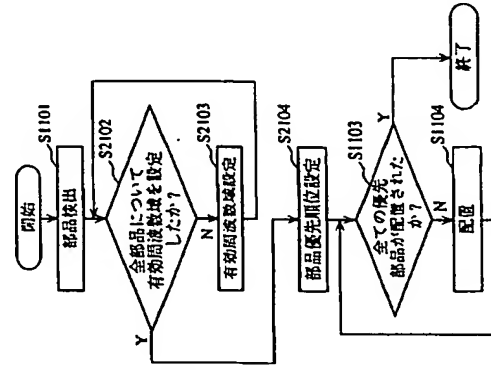 開始
S1101
部品検出
S2102
全部品について
有効周波数域を設定
したか？
Y
N
S2103
有効周波数域設定
S2104
部品優先順位設定
S1103
全ての優先
部品が配置された
か？
Y
N
S1104
配置
終了